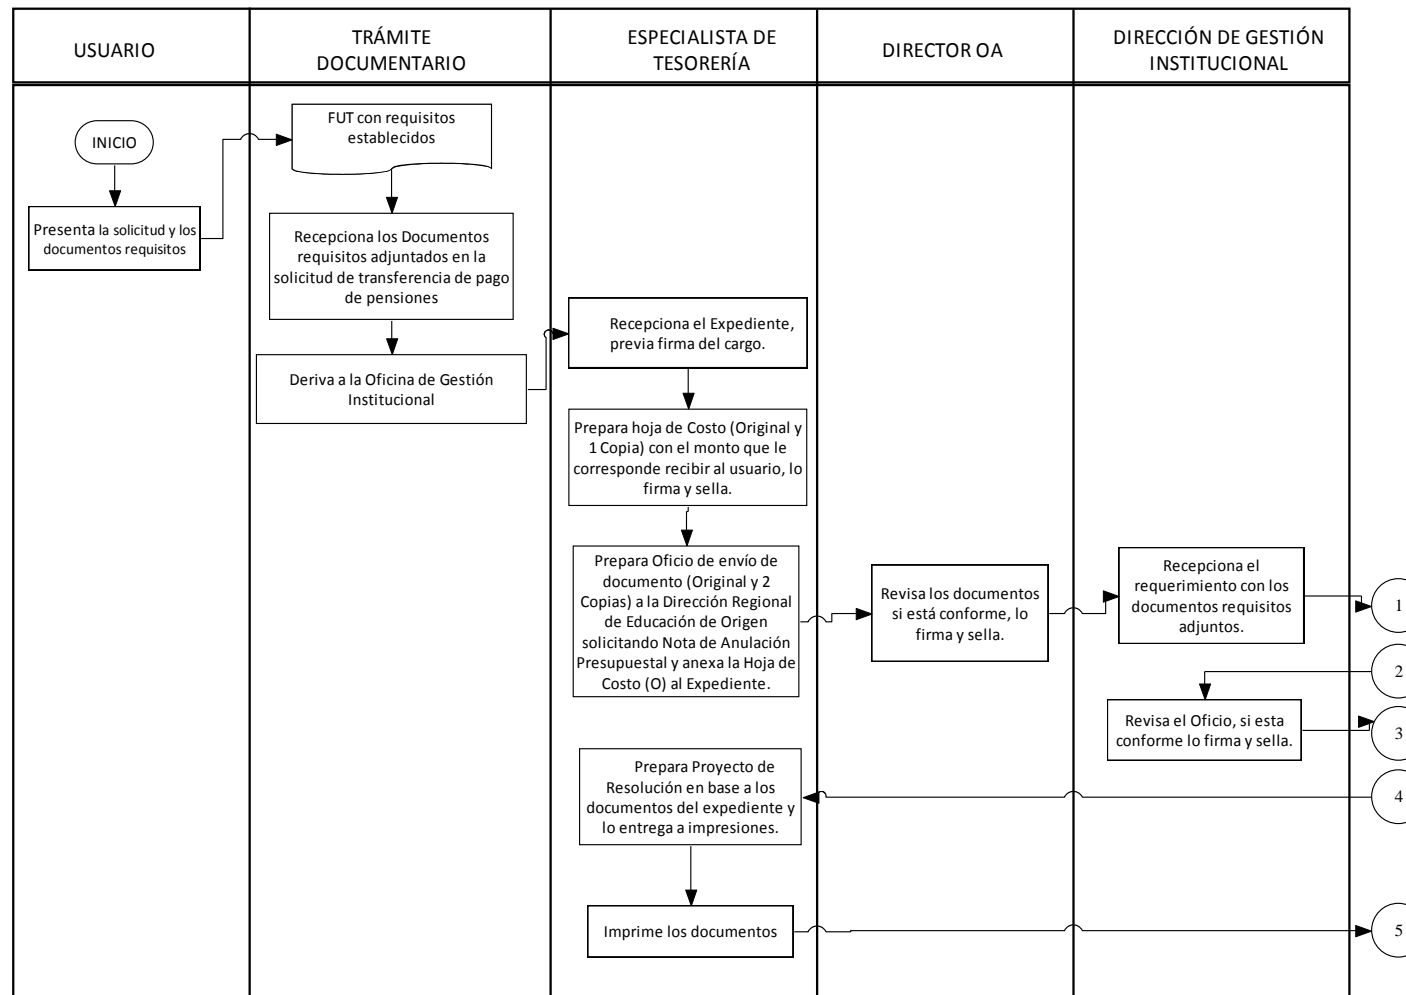 USUARIO
TRÁMITE
DOCUMENTARIO
ESPECIALISTA DE
TESORERÍA
DIRECTOR OA
DIRECCIÓN DE GESTIÓN
INSTITUCIONAL
INICIO
Presenta la solicitud y los
documentos requisitos
FUT con requisitos
establecidos
Recepciona los Documentos
requisitos adjuntados en la
solicitud de transferencia de pago
de pensiones
Deriva a la Oficina de Gestión
Institucional
Recepciona el Expediente,
previa firma del cargo.
Prepara hoja de Costo (Original y
1 Copia) con el monto que le
corresponde recibir al usuario, lo
firma y sella.
Prepara Oficio de envío de
documento (Original y 2
Copias) a la Dirección Regional
de Educación de Origen
solicitando Nota de Anulación
Presupuestal y anexa la Hoja de
Costo (O) al Expediente.
Revisa los documentos
si está conforme, lo
firma y sella.
Recepciona el
requerimiento con los
documentos requisitos
adjuntos.
1
2
Revisa el Oficio, si esta
conforme lo firma y sella.
3
Prepara Proyecto de
Resolución en base a los
documentos del expediente y
lo entrega a impresiones.
4
Imprime los documentos
5